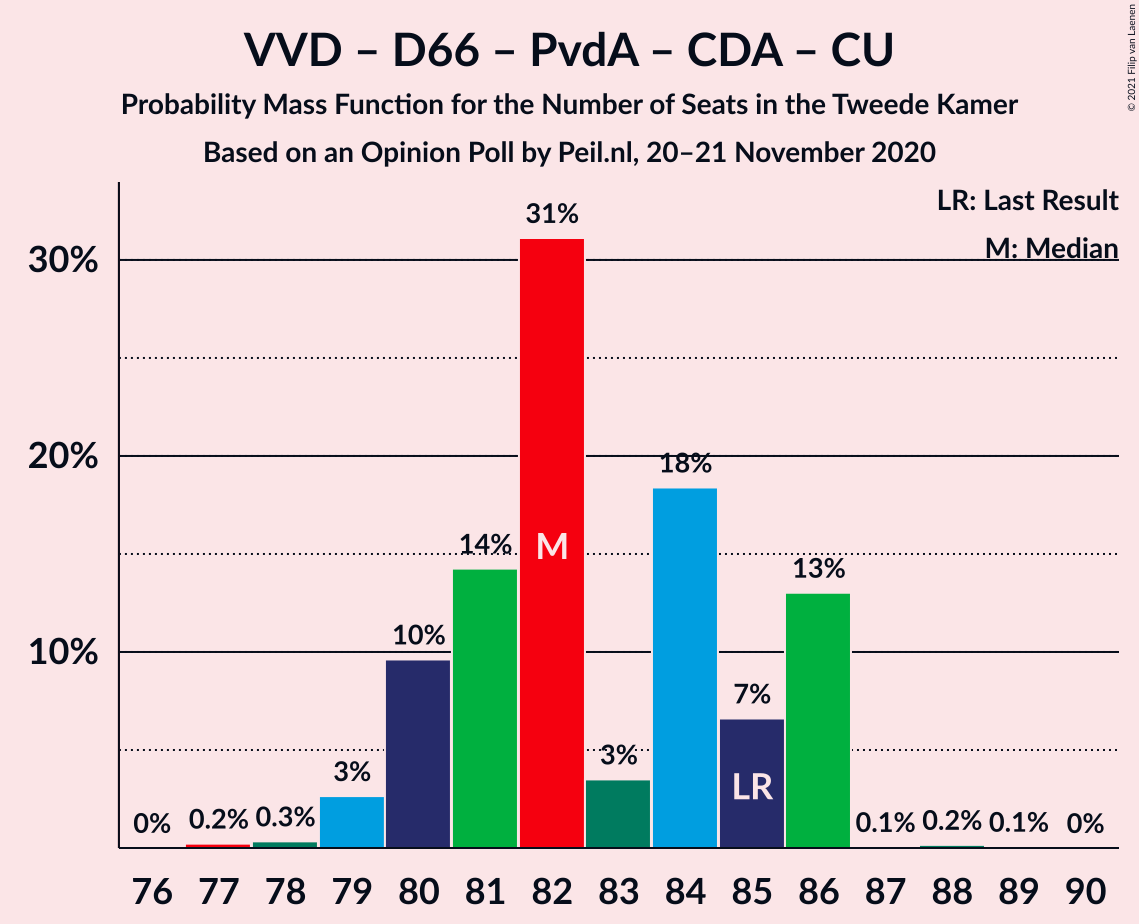 VVD – D66 – PvdA – CDA – CU
Probability Mass Function for the Number of Seats in the Tweede Kamer
Based on an Opinion Poll by Peil.nl, 20–21 November 2020
© 2021 Filip van Laenen
LR: Last Result
M: Median
30%
20%
10%
0%
0.2%
0.3%
3%
10%
14%
31%
3%
18%
7%
13%
0.1%
0.2%
0.1%
0%
M
LR
76 77 78 79 80 81 82 83 84 85 86 87 88 89 90